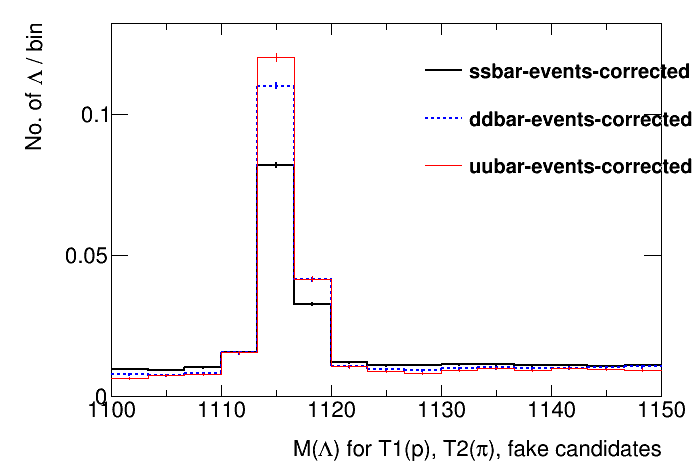 No. of Λ / bin
ssbar-events-corrected
0.1
ddbar-events-corrected
uubar-events-corrected
0.05
0
1100 1110 1120 1130 1140 1150
M(Λ) for T1(p), T2(π), fake candidates